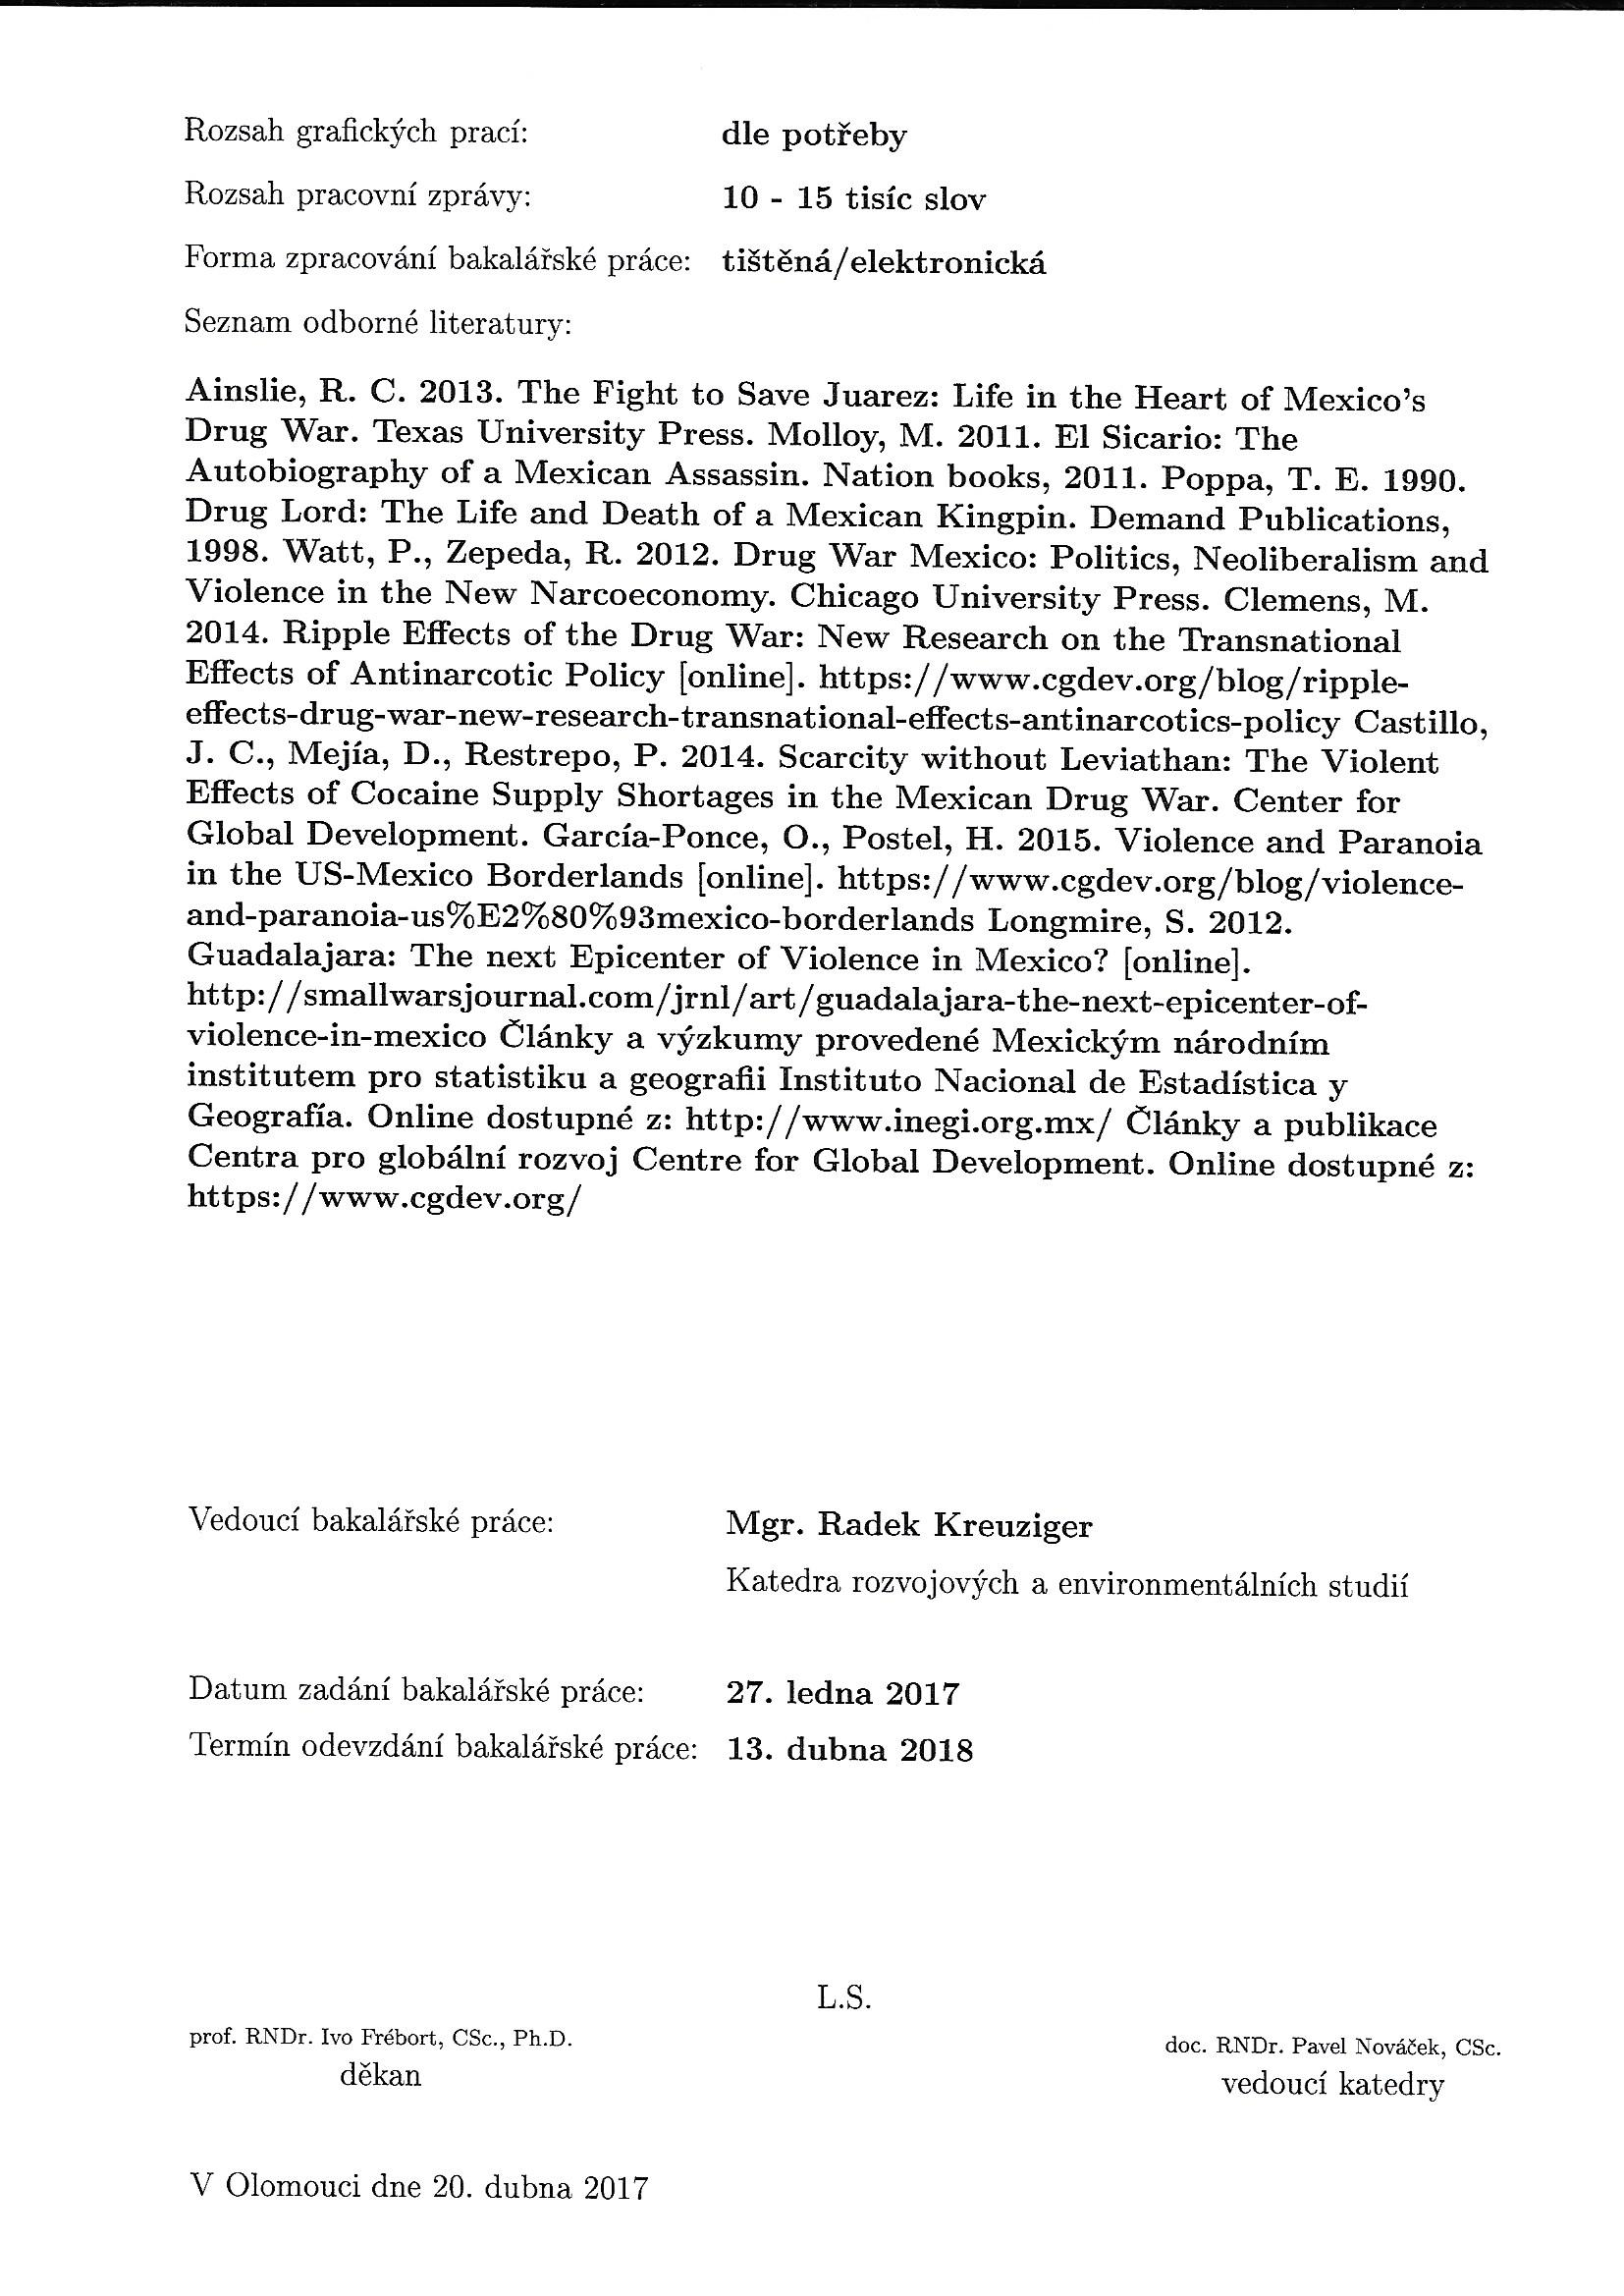 Rozsah grafických prací: dle potřeby
Rozsah pracovní zprávy: 10 - 15 tisíc slov
Forma zpracování bakalářské práce: tištěná/elektronická
Seznam odborné literatury:
Ainslie, R. C. 2013. The Fight to Save Juarez: Life in the Heart of Mexico's
Drug War. Texas University Press. Molloy, M. 2011. El Sicario: The
Autobiography of a Mexican Assassin. Nation books, 2011. Poppa, T. E. 1990.
Drug Lord: The Life and Death of a Mexican Kingpin. Demand Publications,
1998. Watt, P., Zepeda, R. 2012. Drug War Mexico: Politics, Neoliberalism and
Violence in the New Narcoeconomy. Chicago University Press. Clemens, M.
2014. Ripple Effects of the Drug War: New Research on the Transnational
Effects of Antinarcotic Policy [online]. https://www.cgdev.org/blog/ripple-
effects-drug-war-new-research-transnational-effects-antinarcotics-policy Castillo,
J. C., Mejía, D., Restrepo, P. 2014. Scarcity without Leviathan: The Violent
Effects of Cocaine Supply Shortages in the Mexican Drug War. Center for
Global Development. García-Ponce, O., Postel, H. 2015. Violence and Paranoia
in the US-Mexico Borderlands [online]. https://www.cgdev.org/blog/violence-
and-paranoia-us%E2%80%93mexico-borderlands Longmire, S. 2012.
Guadalajara: The next Epicenter of Violence in Mexico? [online].
http://smallwarsjournal.com/jrnl/art/guadalajara-the-next-epicenter-of-
violence-in-mexico Články a výzkumy provedené Mexickým národním
institutem pro statistiku a geografii Instituto Nacional de Estadística y
Geografía. Online dostupné z: http://www.inegi.org.mx/ Články a publikace
Centra pro globální rozvoj Centre for Global Development. Online dostupné z:
https://www.cgdev.org/
Vedoucí bakalářské práce: Mgr. Radek Kreuziger
Katedra rozvojových a environmentálních studií
Datum zadání bakalářské práce: 27. ledna 2017
Termín odevzdání bakalářské práce: 13. dubna 2018
L.S.
prof. RNDr. Ivo Frébort, CSc., Ph.D. doc. RNDr. Pavel Nováček, CSc.
děkan vedoucí katedry
V Olomouci dne 20. dubna 2017